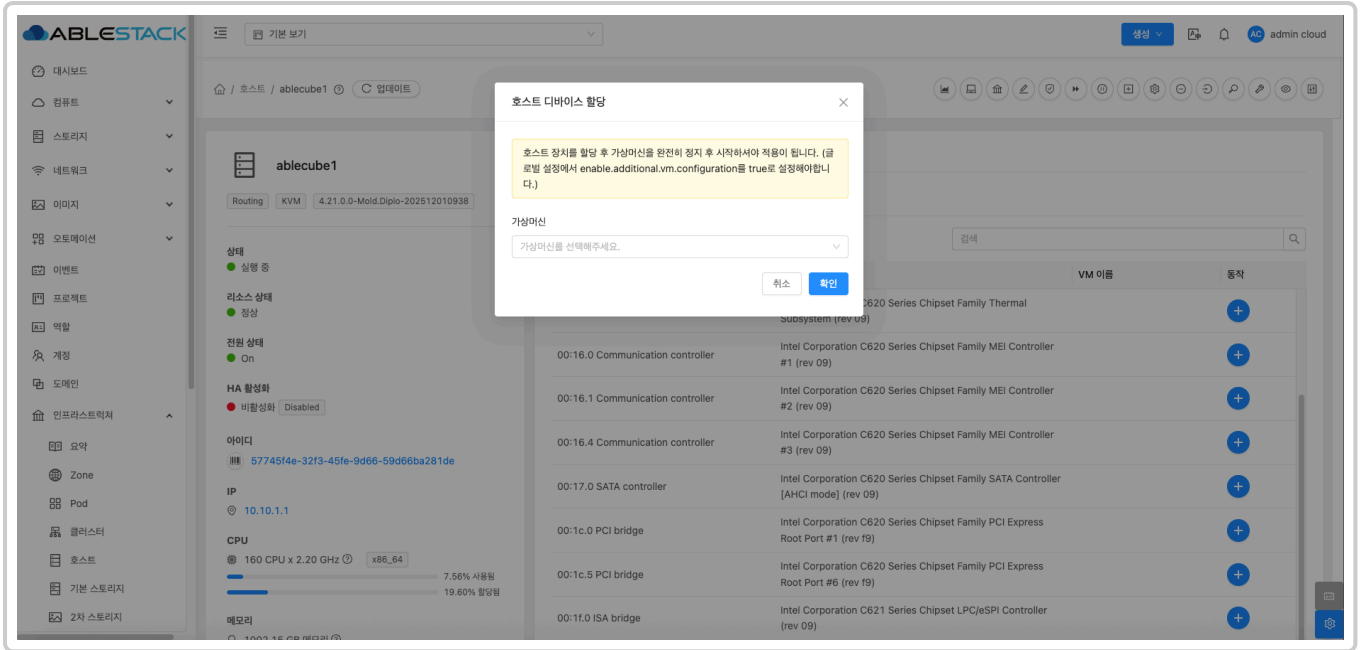 ABLESTACK
기본 보기
생성
AC
admin cloud
대시보드
컴퓨트
스토리지
네트워크
이미지
오토메이션
이벤트
프로젝트
역할
계정
도메인
인프라스트럭쳐
요약
Zone
Pod
클러스터
호스트
기본 스토리지
2차 스토리지
/ 호스트 / ablecube1
업데이트
ablecube1
Routing
KVM
4.21.0.0-Mold.Diplo-202512010938
상태
실행 중
리소스 상태
정상
전원 상태
On
HA 활성화
비활성화 Disabled
아이디
57745f4e-32f3-45fe-9d66-59d66ba281de
IP
10.10.1.1
CPU
160 CPU x 2.20 GHz
x86_64
7.56% 사용됨
19.60% 할당됨
메모리
1002.15 GB 메모리
호스트 디바이스 할당
호스트 장치를 할당 후 가상머신을 완전히 정지 후 시작하셔야 적용이 됩니다. (글
로벌 설정에서 enable.additional.vm.configuration를 true로 설정해야합니
다.)
가상머신
가상머신를 선택해주세요.
취소
확인
검색
VM 이름
동작
C620 Series Chipset Family Thermal
Subsystem (rev 09)
00:16.0 Communication controller
Intel Corporation C620 Series Chipset Family MEI Controller
#1 (rev 09)
00:16.1 Communication controller
Intel Corporation C620 Series Chipset Family MEI Controller
#2 (rev 09)
00:16.4 Communication controller
Intel Corporation C620 Series Chipset Family MEI Controller
#3 (rev 09)
00:17.0 SATA controller
Intel Corporation C620 Series Chipset Family SATA Controller
[AHCI mode] (rev 09)
00:1c.0 PCI bridge
Intel Corporation C620 Series Chipset Family PCI Express
Root Port #1 (rev f9)
00:1c.5 PCI bridge
Intel Corporation C620 Series Chipset Family PCI Express
Root Port #6 (rev f9)
00:1f.0 ISA bridge
Intel Corporation C621 Series Chipset LPC/eSPI Controller
(rev 09)